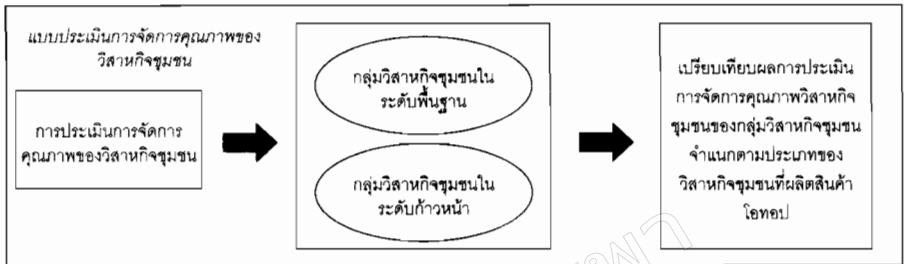 แบบประเมินการจัดการคุณภาพของ
วิสาหกิจชุมชน
การประเมินการจัดการ
คุณภาพของวิสาหกิจชุมชน
กลุ่มวิสาหกิจชุมชนใน
ระดับพื้นฐาน
กลุ่มวิสาหกิจชุมชนใน
ระดับก้าวหน้า
เปรียบเทียบผลการประเมิน
การจัดการคุณภาพวิสาหกิจ
ชุมชนของกลุ่มวิสาหกิจชุมชน
จำแนกตามประเภทของ
วิสาหกิจชุมชนที่ผลิตสินค้า
โอทอป